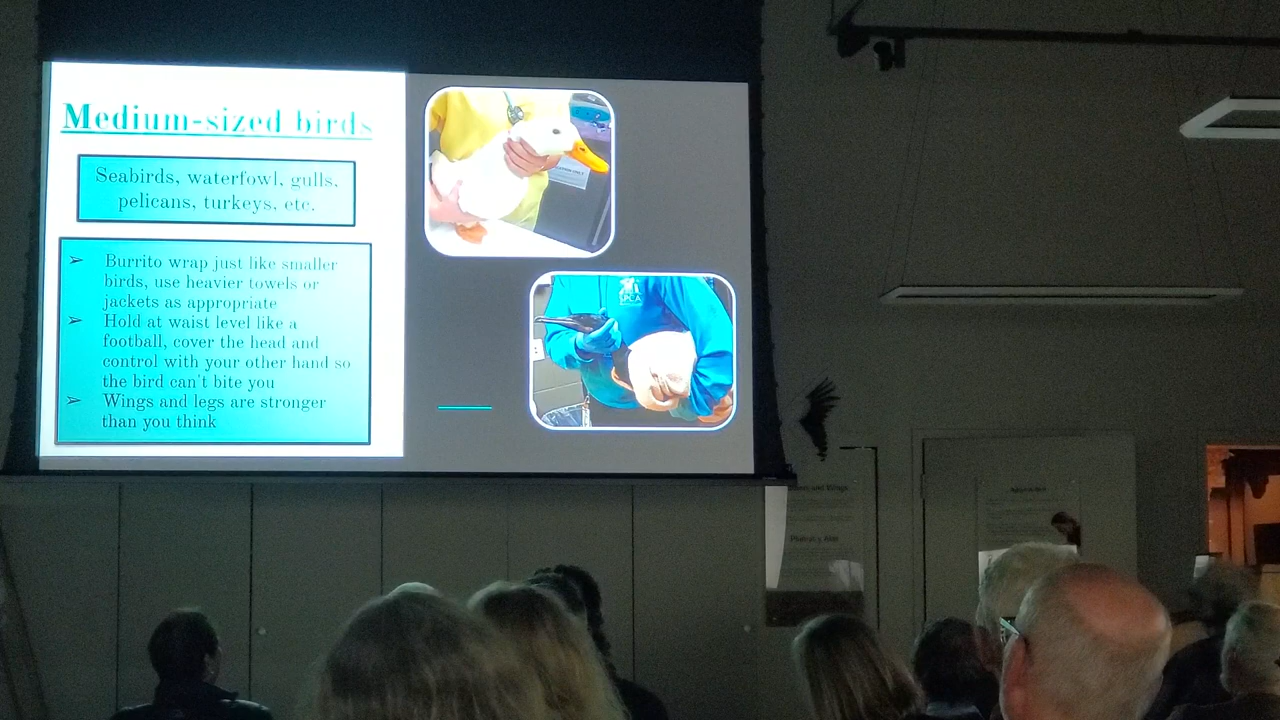 Medium-sized birds
Seabirds, waterfowl, gulls,
pelicans, turkeys, etc.
➢ Burrito wrap just like smaller
birds, use heavier towels or
jackets as appropriate
➢ Hold at waist level like a
football, cover the head and
control with your other hand so
the bird can't bite you
➢ Wings and legs are stronger
than you think
SPCA